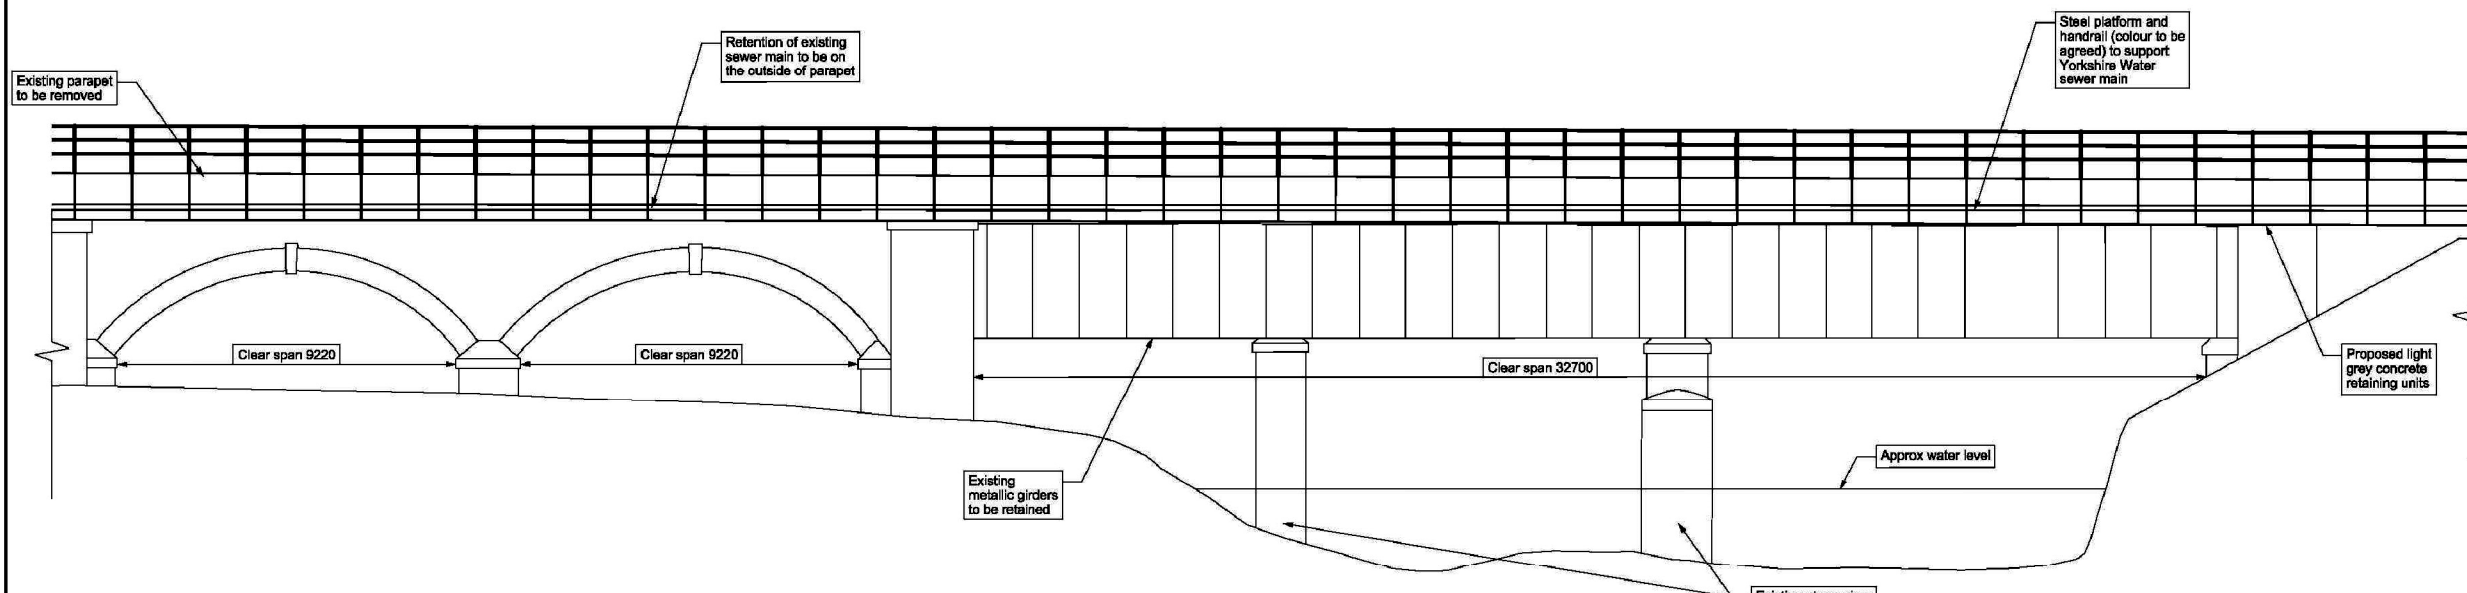 Existing parapet
to be removed
Retention of existing
sewer main to be on
the outside of parapet
Steel platform and
handrail (colour to be
agreed) to support
Yorkshire Water
sewer main
Clear span 9220
Clear span 9220
Clear span 32700
Proposed light
grey concrete
retaining units
Approx water level
Existing
metallic girders
to be retained